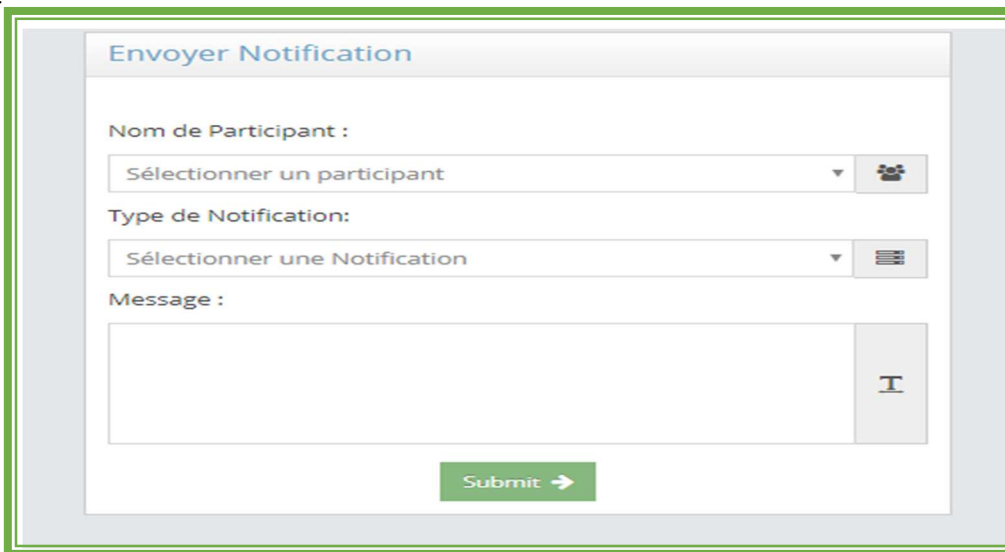 Envoyer Notification
Nom de Participant :
Sélectionner un participant
Type de Notification:
Sélectionner une Notification
Message :
Submit